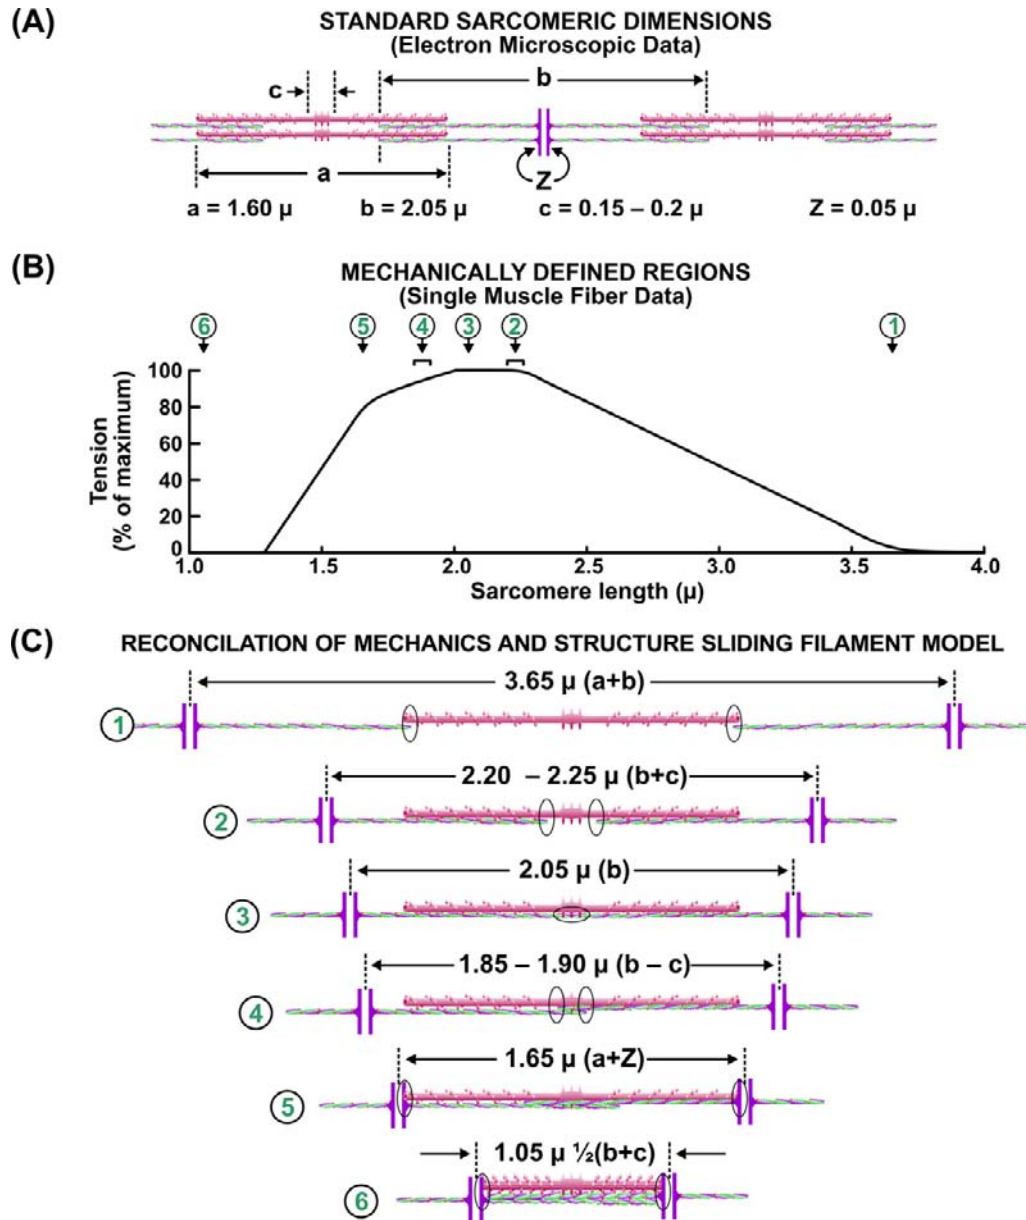 (A)
STANDARD SARCOMERIC DIMENSIONS
(Electron Microscopic Data)
c
b
a
Z
a = 1.60 μ
b = 2.05 μ
c = 0.15 – 0.2 μ
Z = 0.05 μ
(B)
MECHANICALLY DEFINED REGIONS
(Single Muscle Fiber Data)
6
5
4
3
2
1
Tension
(% of maximum)
100
80
60
40
20
0
1.0
1.5
2.0
2.5
3.0
3.5
4.0
Sarcomere length (μ)
(C)
RECONCILATION OF MECHANICS AND STRUCTURE SLIDING FILAMENT MODEL
3.65 μ (a+b)
1
2.20 – 2.25 μ (b+c)
2
2.05 μ (b)
3
1.85 – 1.90 μ (b – c)
4
1.65 μ (a+Z)
5
1.05 μ ½(b+c)
6